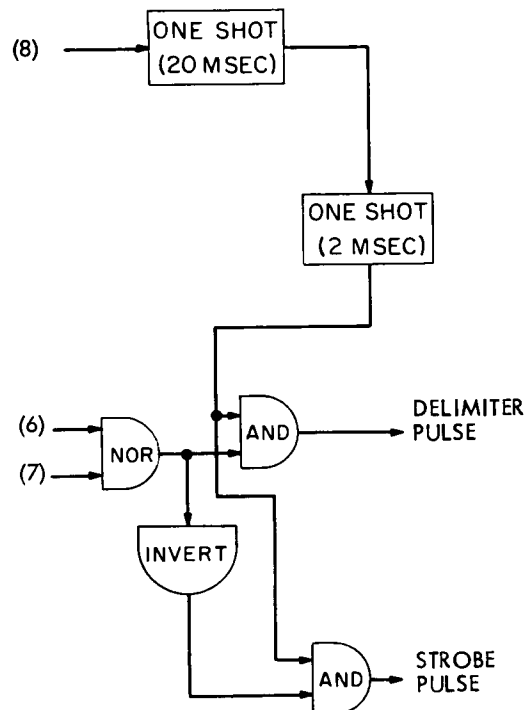 (8)
ONE SHOT
(20 MSEC)
ONE SHOT
(2 MSEC)
(6)
(7)
NOR
AND
DELIMITER
PULSE
INVERT
AND
STROBE
PULSE